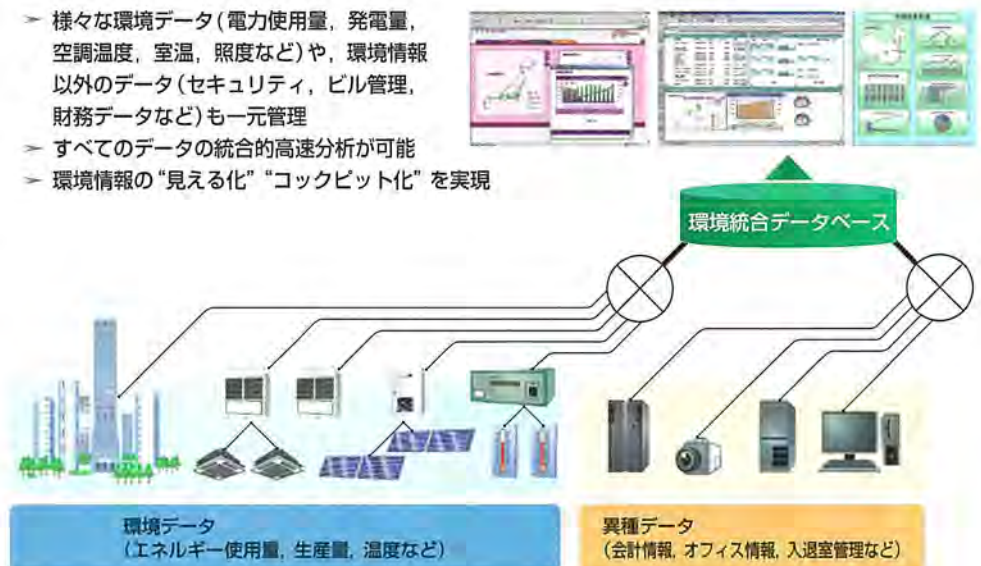 ➣ 様々な環境データ(電力使用量, 発電量,
空調温度, 室温, 照度など)や, 環境情報
以外のデータ(セキュリティ, ビル管理,
財務データなど)も一元管理
➣ すべてのデータの統合的高速分析が可能
➣ 環境情報の“見える化”“コックピット化”を実現
環境統合データベース
環境データ
(エネルギー使用量, 生産量, 温度など)
異種データ
(会計情報, オフィス情報, 入退室管理など)